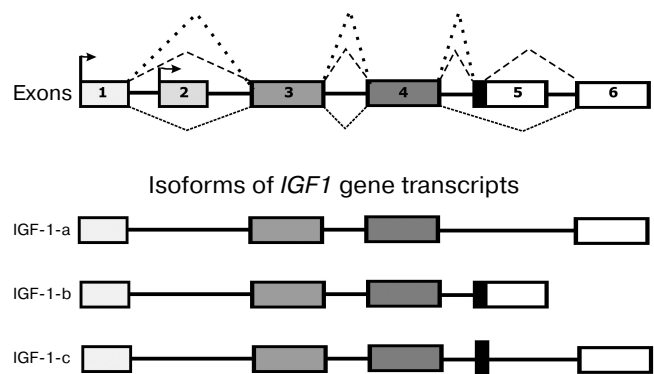 Exons 1 2 3 4 5 6
Isoforms of IGF1 gene transcripts
IGF-1-a
IGF-1-b
IGF-1-c